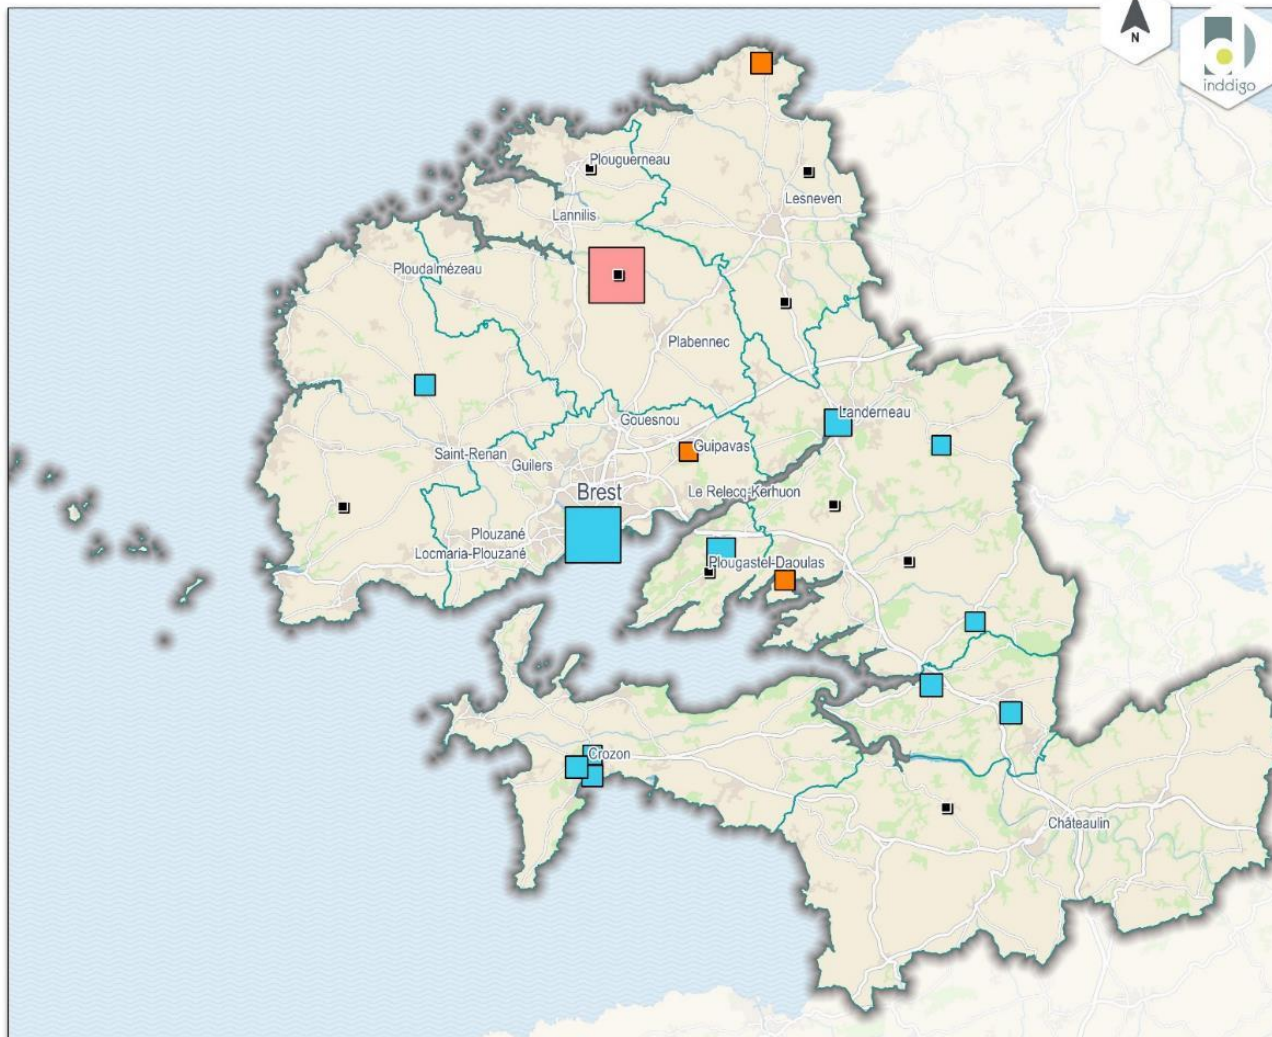 N
inddigo
Plouguerneau
Lesneven
Lannilis
Ploudalmézeau
Plabennec
Landerneau
Gouesnou
Guipavas
Saint-Renan
Guilers
Brest
Le Relecq-Kerhuon
Plouzané
Locmaria-Plouzané
Plougastel-Daoulas
Crozon
Châteaulin